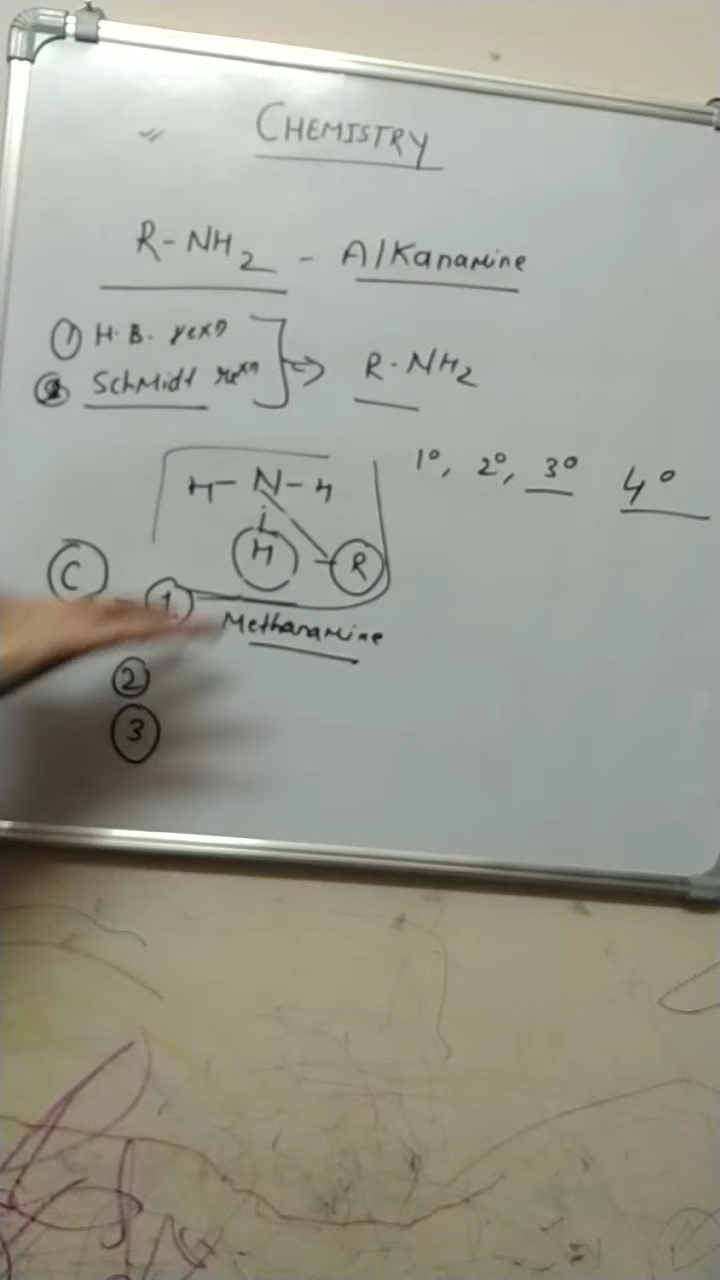 CHEMISTRY
R-NH2 - Alkanamine
① H.B. rexn
② Schmidt rexn
R-NH2
1°, 2°, 3° 4°
H-N-H
H -R
C
1
Methanamine
②
③